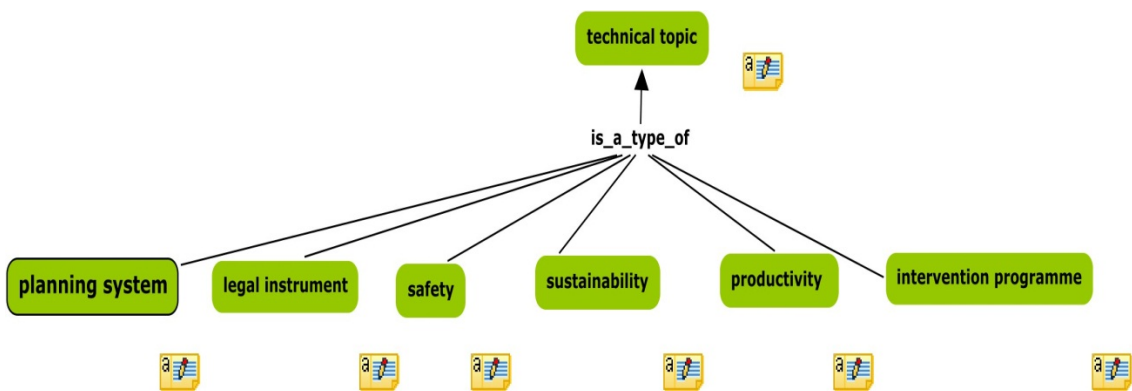 technical topic
a
is_a_type_of
planning system
legal instrument
safety
sustainability
productivity
intervention programme
a
a
a
a
a
a